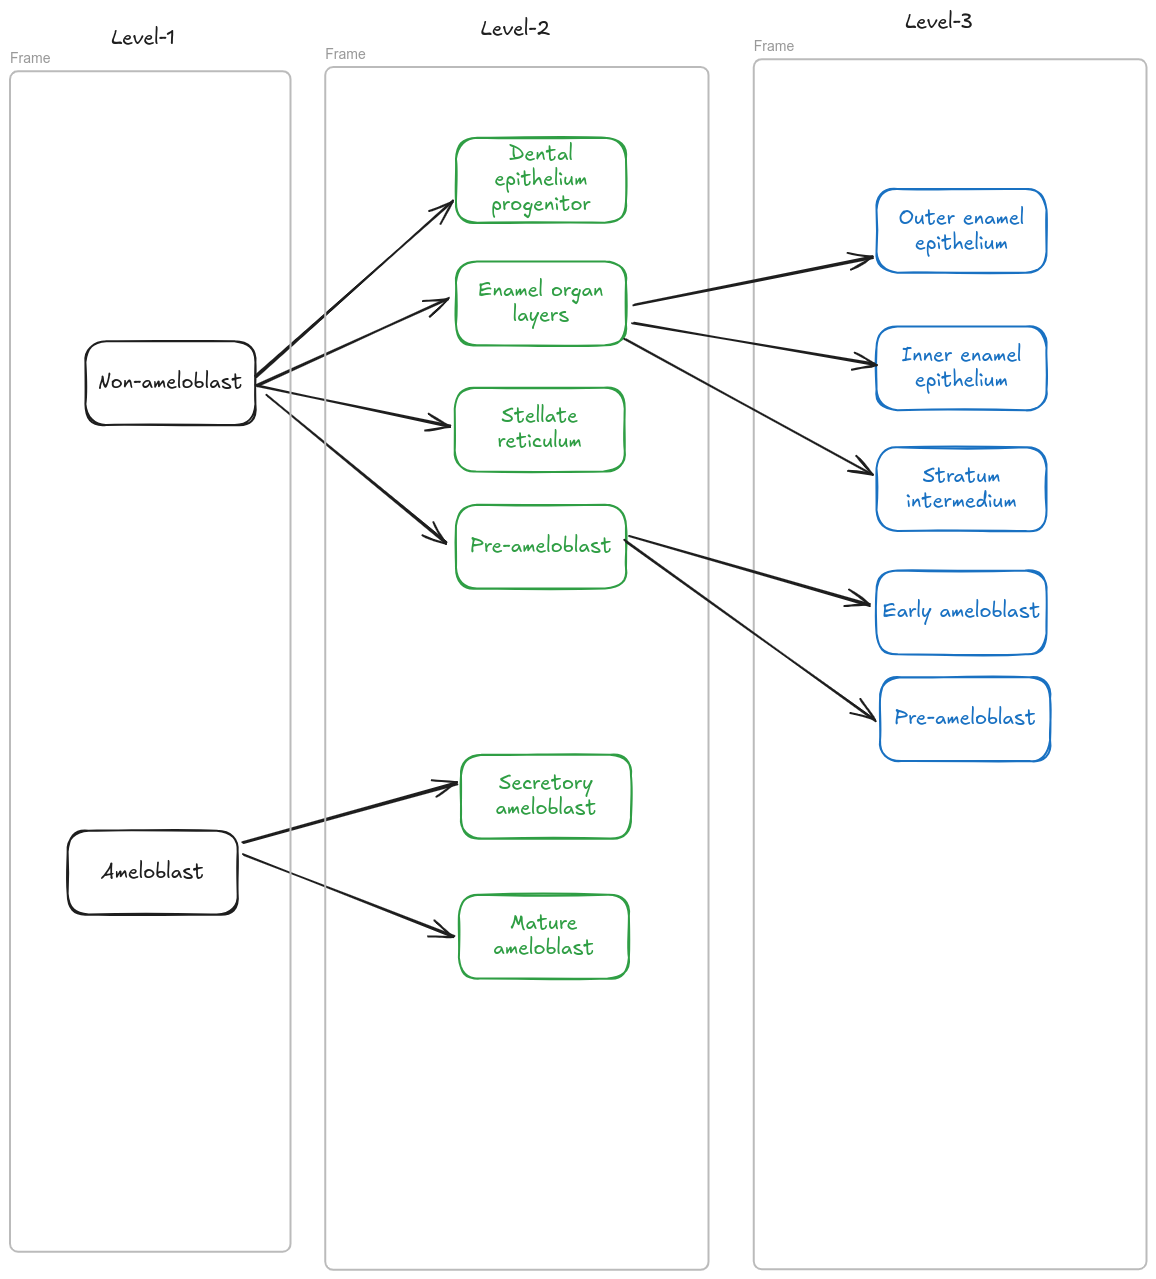 Level-1
Level-2
Level-3
Frame
Frame
Frame
Non-ameloblast
Ameloblast
Dental
epithelium
progenitor
Enamel organ
layers
Stellate
reticulum
Pre-ameloblast
Secretory
ameloblast
Mature
ameloblast
Outer enamel
epithelium
Inner enamel
epithelium
Stratum
intermedium
Early ameloblast
Pre-ameloblast